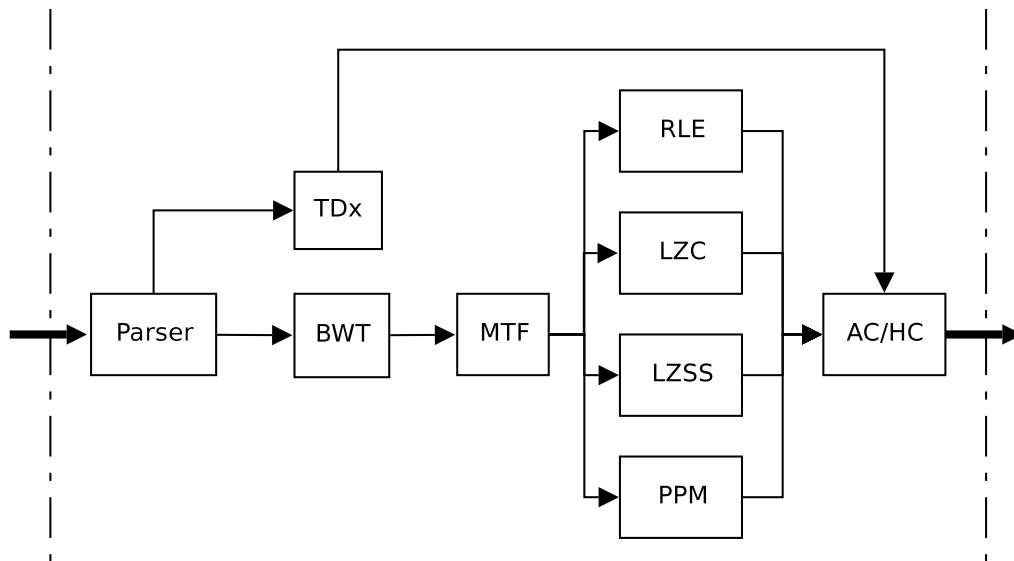 RLE
TDx
LZC
Parser
BWT
MTF
AC/HC
LZSS
PPM